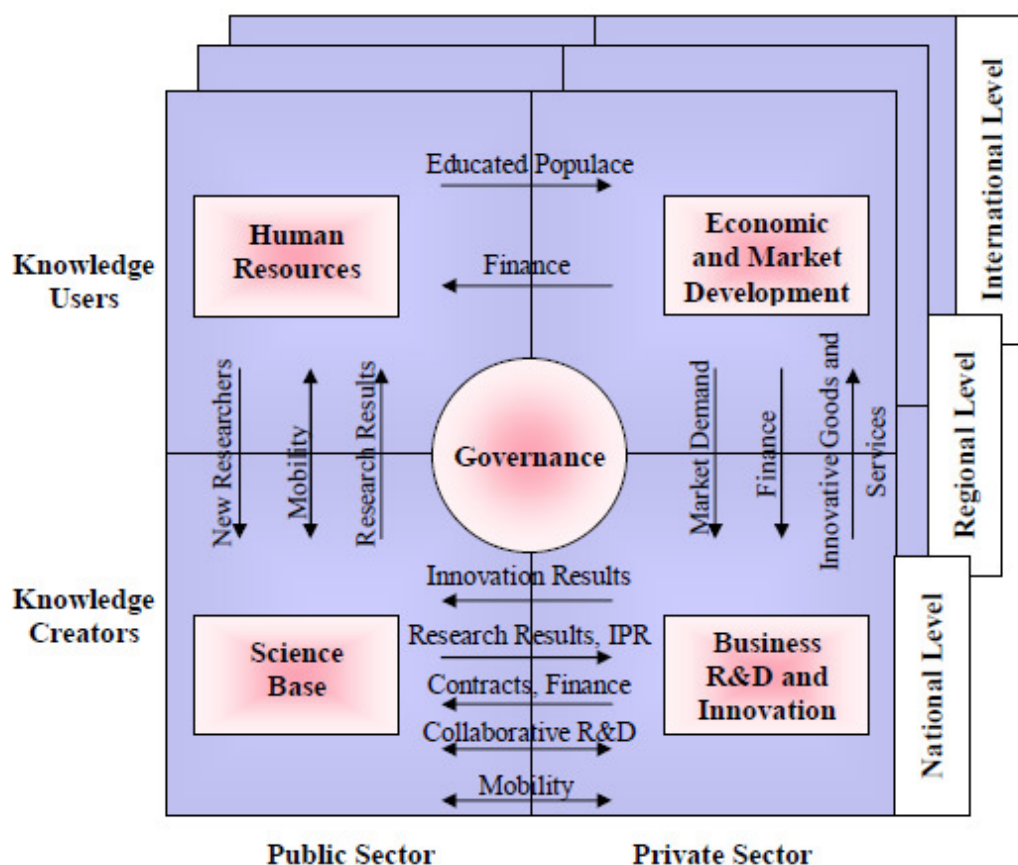 International Level
Educated Populace
Human
Resources
Economic
and Market
Development
Knowledge
Users
Finance
New Researchers
Mobility
Research Results
Governance
Market Demand
Finance
Innovative Goods and
Services
Regional Level
Innovation Results
Knowledge
Creators
Science
Base
Research Results, IPR
Contracts, Finance
Collaborative R&D
Mobility
Business
R&D and
Innovation
National Level
Public Sector
Private Sector